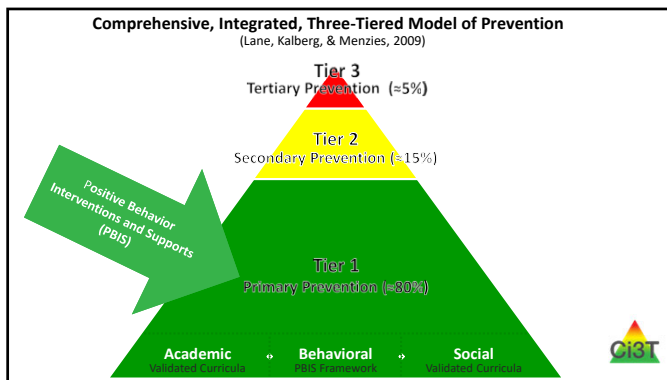 Comprehensive, Integrated, Three-Tiered Model of Prevention
(Lane, Kalberg, & Menzies, 2009)
Tier 3
Tertiary Prevention (≈5%)
Tier 2
Secondary Prevention (≈15%)
Positive Behavior
Interventions and Supports
(PBIS)
Tier 1
Primary Prevention (≈80%)
Academic Behavioral Social
Validated Curricula PBIS Framework Validated Curricula
Ci3T